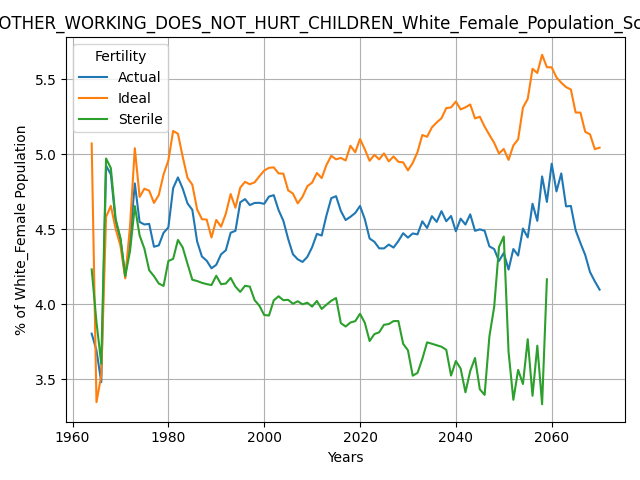 OTHER_WORKING_DOES_NOT_HURT_CHILDREN_White_Female_Population_Sc
Fertility
Actual
Ideal
Sterile
5.5
5.0
4.5
4.0
3.5
% of White_Female Population
1960
1980
2000
2020
2040
2060
Years